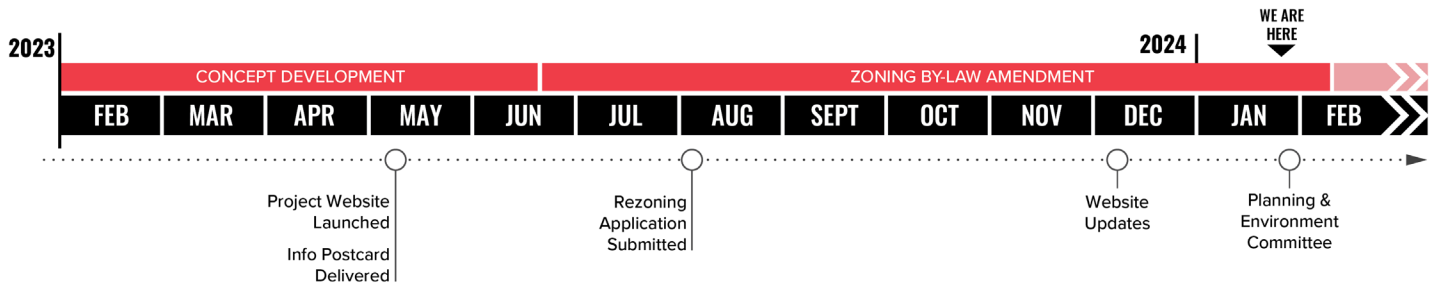 WE ARE
HERE
2023
2024
CONCEPT DEVELOPMENT
ZONING BY-LAW AMENDMENT
FEB
MAR
APR
MAY
JUN
JUL
AUG
SEPT
OCT
NOV
DEC
JAN
FEB
Project Website
Launched
Info Postcard
Delivered
Rezoning
Application
Submitted
Website
Updates
Planning &
Environment
Committee